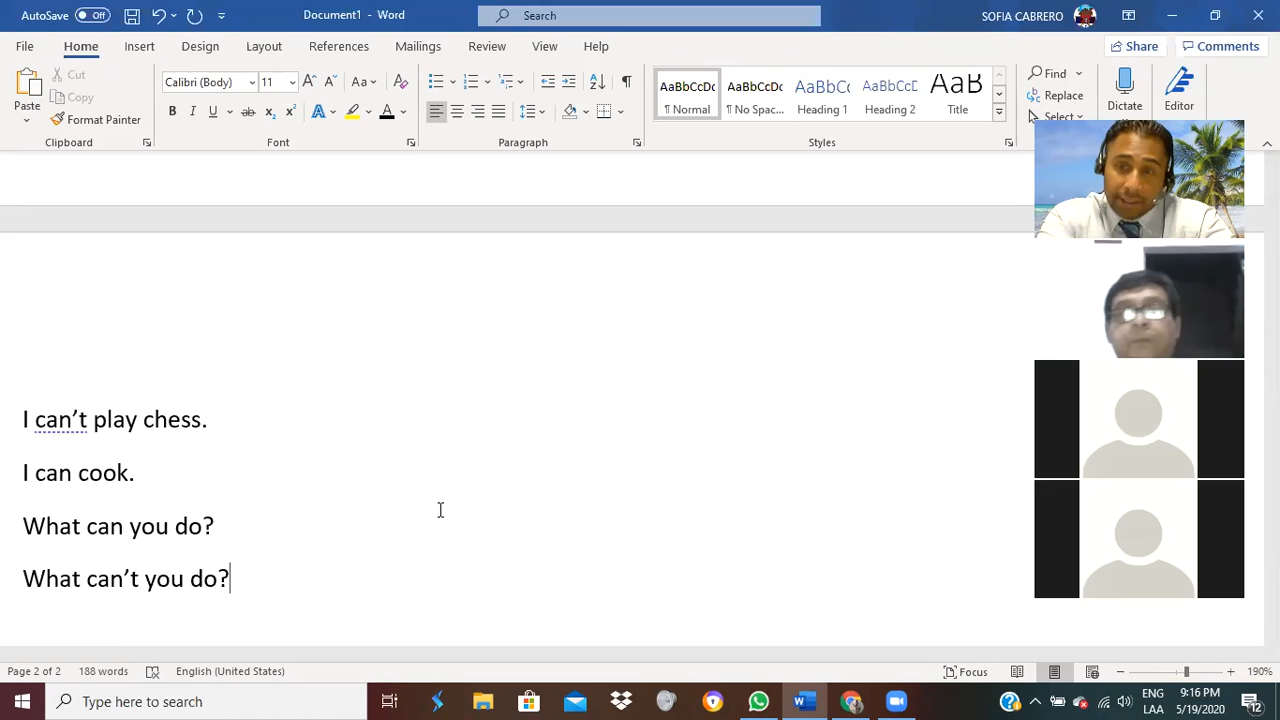 AutoSave Off Document1 - Word Search SOFIA CABRERO
File Home Insert Design Layout References Mailings Review View Help Share Comments
Paste Cut Copy Format Painter
Calibri (Body) 11
AaBbCcDc AaBbCcDc AaBbCc AaBbCcE AaB
¶ Normal ¶ No Spac... Heading 1 Heading 2 Title
Find Replace Select
Dictate Editor
Clipboard Font Paragraph Styles
I can’t play chess.
I can cook.
What can you do?
What can’t you do?
Page 2 of 2 188 words English (United States) Focus 190%
Type here to search ENG LAA 9:16 PM 5/19/2020 12